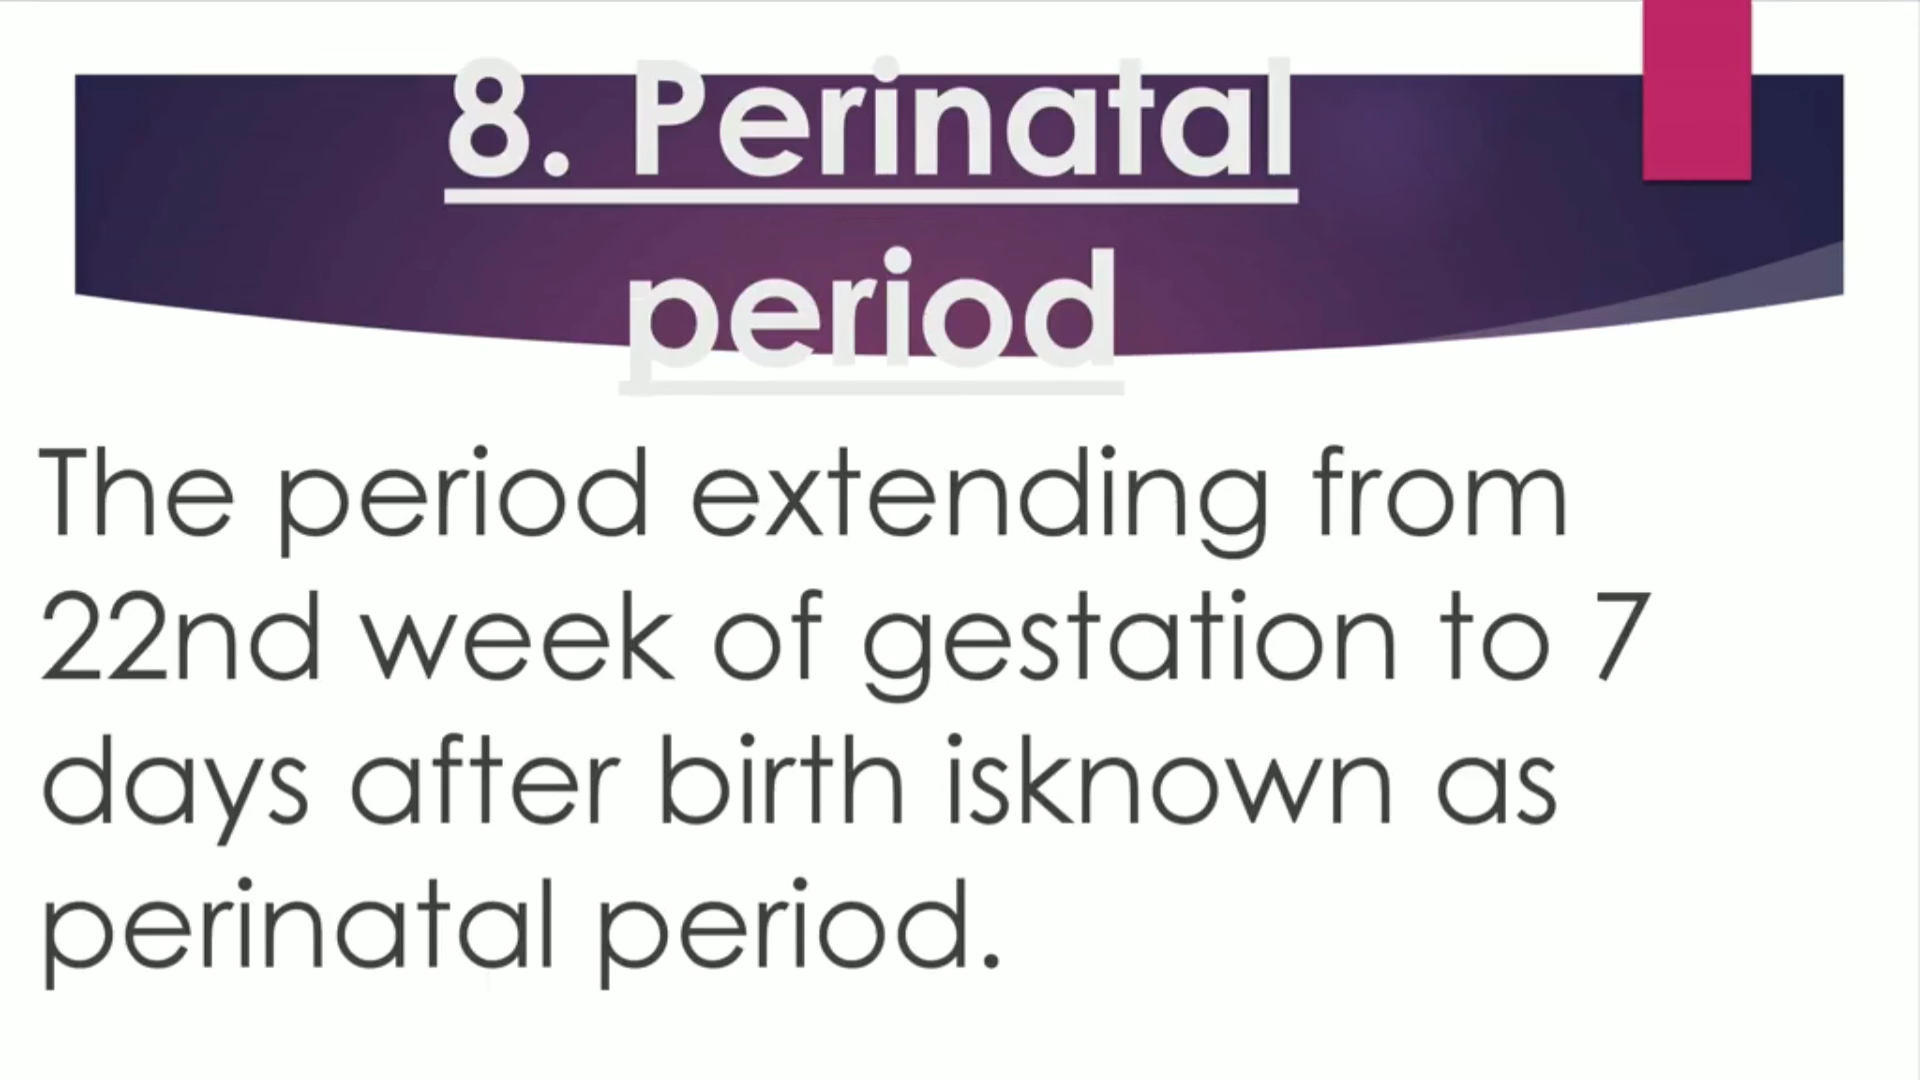 8. Perinatal
period
The period extending from
22nd week of gestation to 7
days after birth isknown as
perinatal period.